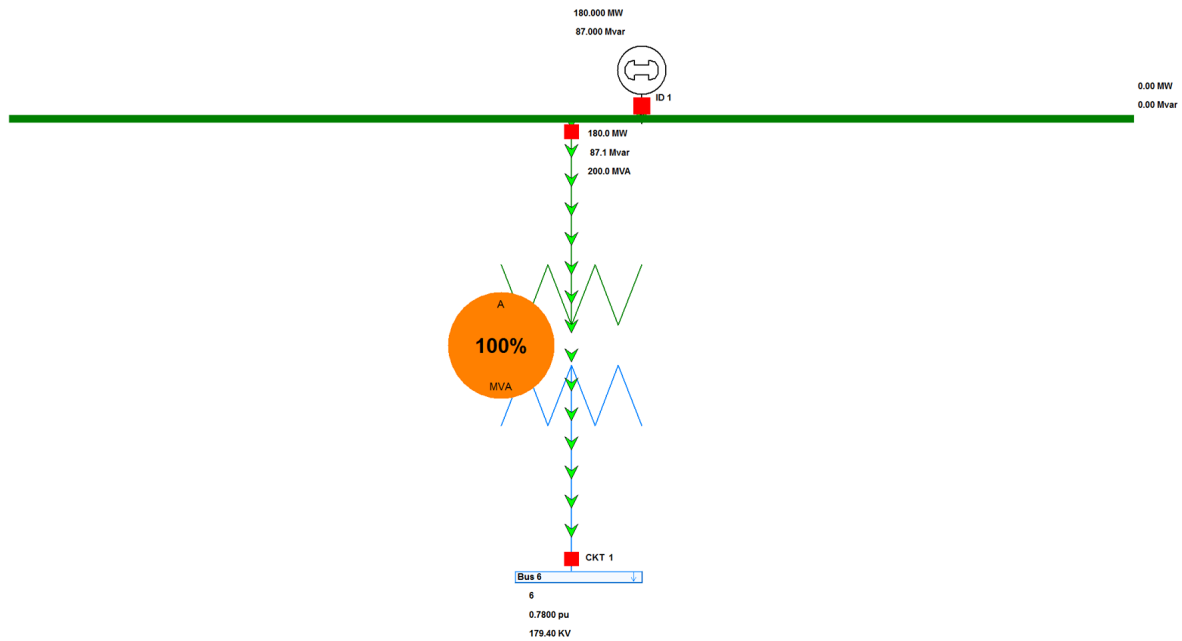 180.000 MW
87.000 Mvar
ID 1
0.00 MW
0.00 Mvar
180.0 MW
87.1 Mvar
200.0 MVA
A
100%
MVA
CKT 1
Bus 6
6
0.7800 pu
179.40 KV